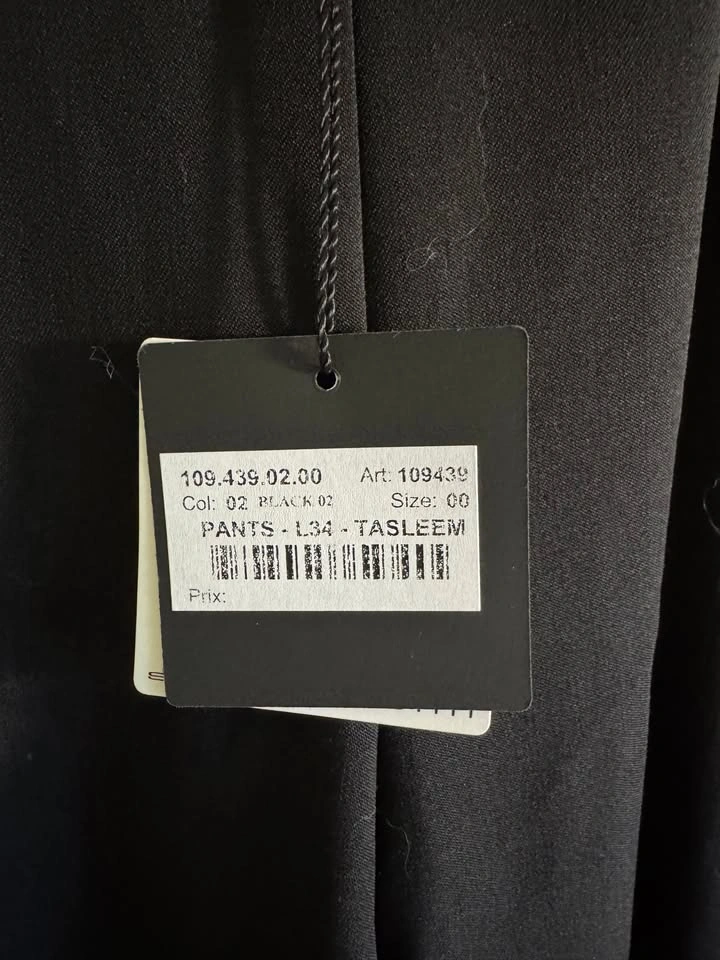 109.439.02.00 Art: 109439
Col: 02 BLACK 02 Size: 00
PANTS - L34 - TASLEEM
Prix: